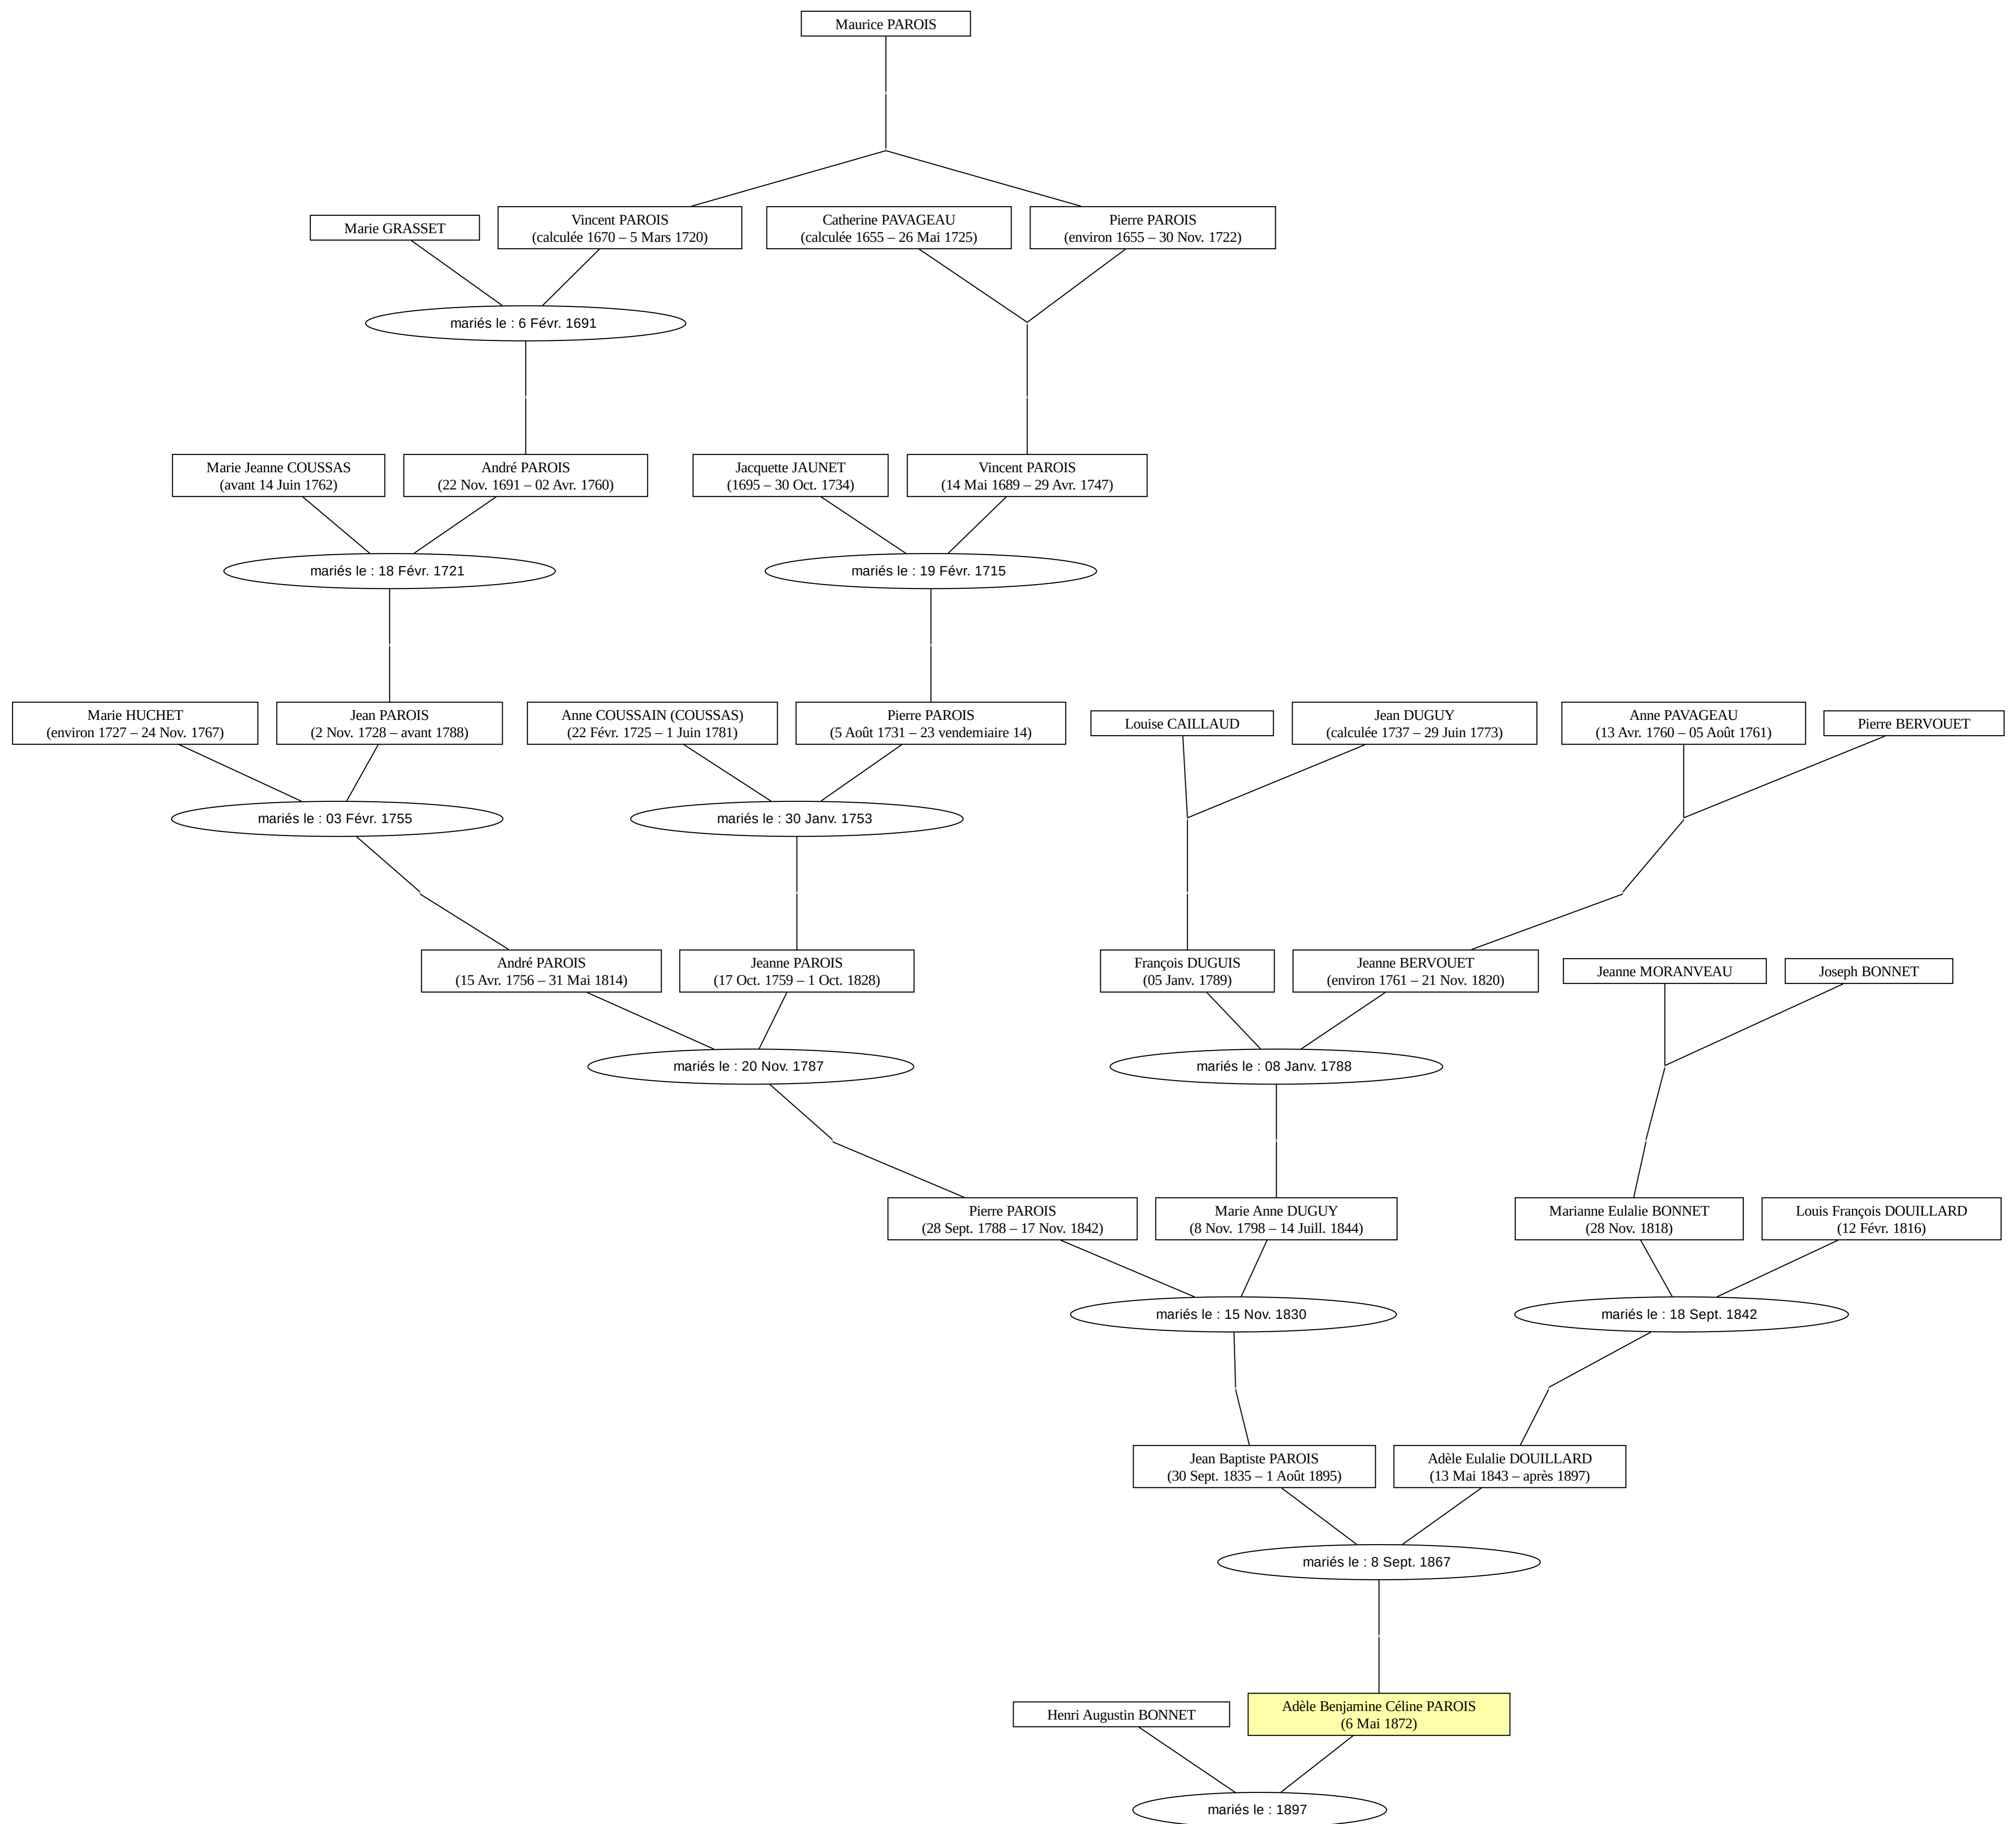 Maurice PAROIS
Marie GRASSET
Vincent PAROIS
(calculée 1670 – 5 Mars 1720)
Catherine PAVAGEAU
(calculée 1655 – 26 Mai 1725)
Pierre PAROIS
(environ 1655 – 30 Nov. 1722)
mariés le : 6 Févr. 1691
Marie Jeanne COUSSAS
(avant 14 Juin 1762)
André PAROIS
(22 Nov. 1691 – 02 Avr. 1760)
Jacquette JAUNET
(1695 – 30 Oct. 1734)
Vincent PAROIS
(14 Mai 1689 – 29 Avr. 1747)
mariés le : 18 Févr. 1721
mariés le : 19 Févr. 1715
Marie HUCHET
(environ 1727 – 24 Nov. 1767)
Jean PAROIS
(2 Nov. 1728 – avant 1788)
Anne COUSSAIN (COUSSAS)
(22 Févr. 1725 – 1 Juin 1781)
Pierre PAROIS
(5 Août 1731 – 23 vendemiaire 14)
Louise CAILLAUD
Jean DUGUY
(calculée 1737 – 29 Juin 1773)
Anne PAVAGEAU
(13 Avr. 1760 – 05 Août 1761)
Pierre BERVOUET
mariés le : 03 Févr. 1755
mariés le : 30 Janv. 1753
André PAROIS
(15 Avr. 1756 – 31 Mai 1814)
Jeanne PAROIS
(17 Oct. 1759 – 1 Oct. 1828)
François DUGUIS
(05 Janv. 1789)
Jeanne BERVOUET
(environ 1761 – 21 Nov. 1820)
Jeanne MORANVEAU
Joseph BONNET
mariés le : 20 Nov. 1787
mariés le : 08 Janv. 1788
Pierre PAROIS
(28 Sept. 1788 – 17 Nov. 1842)
Marie Anne DUGUY
(8 Nov. 1798 – 14 Juill. 1844)
Marianne Eulalie BONNET
(28 Nov. 1818)
Louis François DOUILLARD
(12 Févr. 1816)
mariés le : 15 Nov. 1830
mariés le : 18 Sept. 1842
Jean Baptiste PAROIS
(30 Sept. 1835 – 1 Août 1895)
Adèle Eulalie DOUILLARD
(13 Mai 1843 – après 1897)
mariés le : 8 Sept. 1867
Henri Augustin BONNET
Adèle Benjamine Céline PAROIS
(6 Mai 1872)
mariés le : 1897